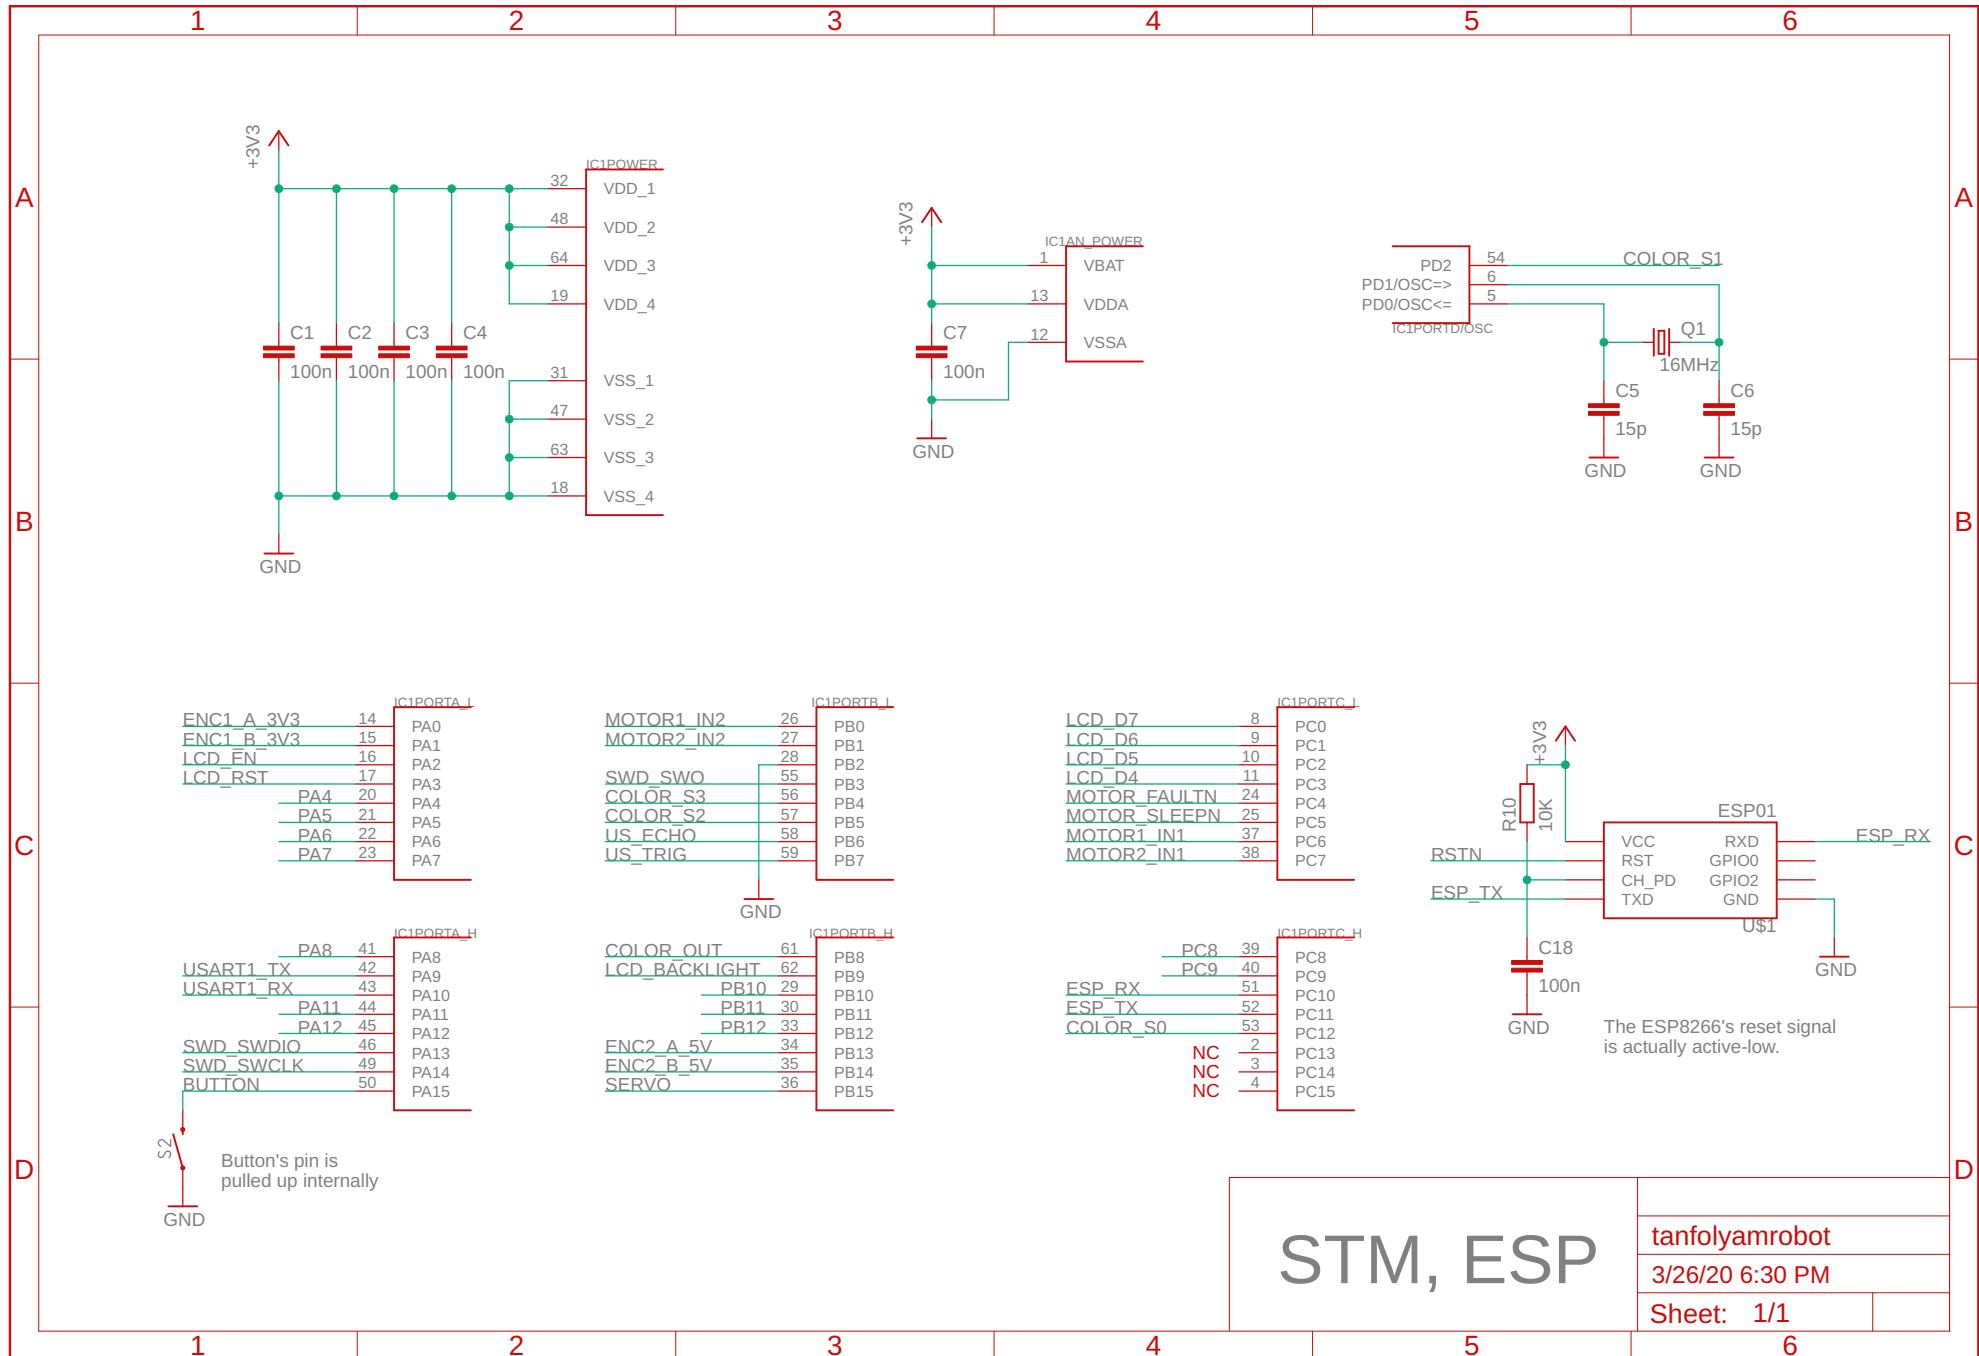 1 2 3 4 5 6
A A
B B
C C
D D
+3V3
IC1POWER
32 VDD_1
48 VDD_2
64 VDD_3
19 VDD_4
31 VSS_1
47 VSS_2
63 VSS_3
18 VSS_4
C1 C2 C3 C4
100n 100n 100n 100n
GND
+3V3
IC1AN_POWER
1 VBAT
13 VDDA
12 VSSA
C7
100n
GND
PD2 54 COLOR_S1
PD1/OSC=> 6
PD0/OSC<= 5
IC1PORTD/OSC
Q1
16MHz
C5 C6
15p 15p
GND GND
IC1PORTA_L
ENC1_A_3V3 14 PA0
ENC1_B_3V3 15 PA1
LCD_EN 16 PA2
LCD_RST 17 PA3
PA4 20 PA4
PA5 21 PA5
PA6 22 PA6
PA7 23 PA7
IC1PORTB_L
MOTOR1_IN2 26 PB0
MOTOR2_IN2 27 PB1
28 PB2
SWD_SWO 55 PB3
COLOR_S3 56 PB4
COLOR_S2 57 PB5
US_ECHO 58 PB6
US_TRIG 59 PB7
GND
IC1PORTC_L
LCD_D7 8 PC0
LCD_D6 9 PC1
LCD_D5 10 PC2
LCD_D4 11 PC3
MOTOR_FAULTN 24 PC4
MOTOR_SLEEPN 25 PC5
MOTOR1_IN1 37 PC6
MOTOR2_IN1 38 PC7
+3V3
R10
10K
ESP01
VCC RXD ESP_RX
RSTN RST GPIO0
CH_PD GPIO2
ESP_TX TXD GND
U$1
C18
100n
GND
GND
The ESP8266's reset signal
is actually active-low.
IC1PORTA_H
PA8 41 PA8
USART1_TX 42 PA9
USART1_RX 43 PA10
PA11 44 PA11
PA12 45 PA12
SWD_SWDIO 46 PA13
SWD_SWCLK 49 PA14
BUTTON 50 PA15
S2
Button's pin is
pulled up internally
GND
IC1PORTB_H
COLOR_OUT 61 PB8
LCD_BACKLIGHT 62 PB9
PB10 29 PB10
PB11 30 PB11
PB12 33 PB12
ENC2_A_5V 34 PB13
ENC2_B_5V 35 PB14
SERVO 36 PB15
IC1PORTC_H
PC8 39 PC8
PC9 40 PC9
ESP_RX 51 PC10
ESP_TX 52 PC11
COLOR_S0 53 PC12
NC 2 PC13
NC 3 PC14
NC 4 PC15
STM, ESP
tanfolyamrobot
3/26/20 6:30 PM
Sheet: 1/1
1 2 3 4 5 6